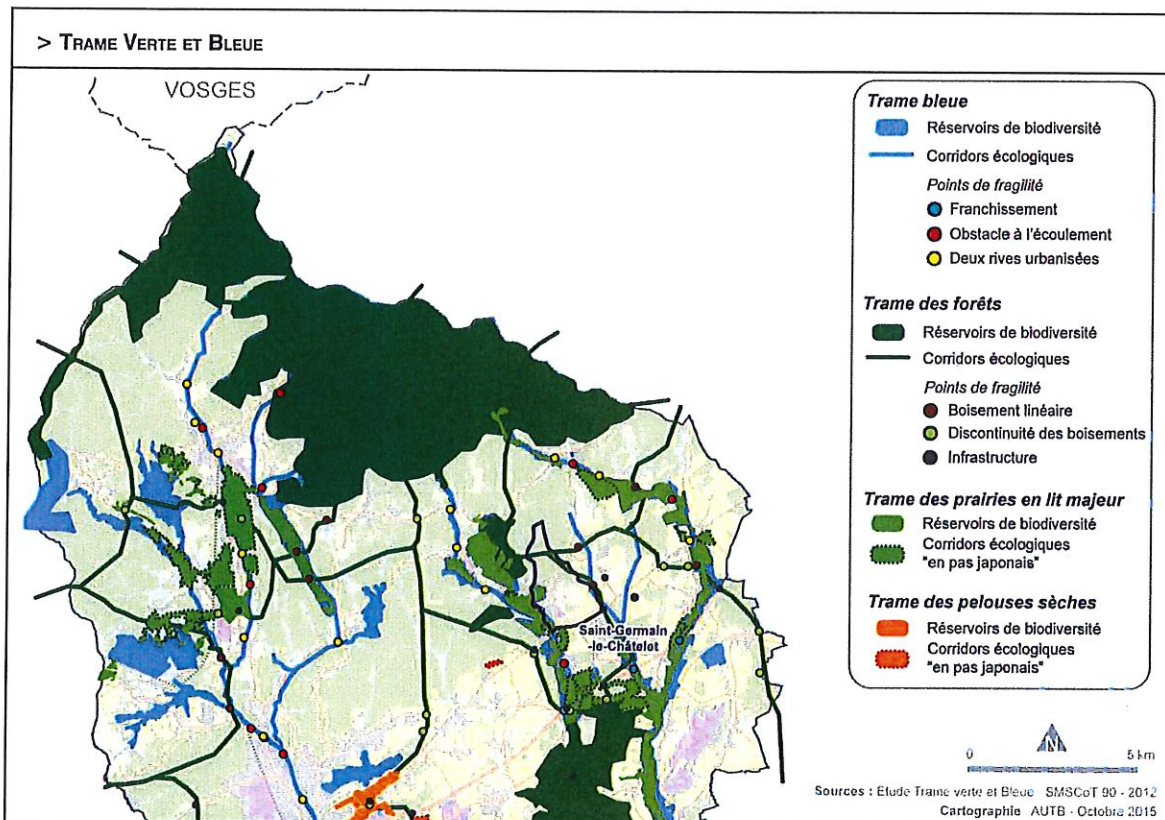 > TRAME VERTE ET BLEUE
VOSGES
Trame bleue
Réservoirs de biodiversité
Corridors écologiques
Points de fragilité
Franchissement
Obstacle à l'écoulement
Deux rives urbanisées
Trame des forêts
Réservoirs de biodiversité
Corridors écologiques
Points de fragilité
Boisement linéaire
Discontinuité des boisements
Infrastructure
Trame des prairies en lit majeur
Réservoirs de biodiversité
Corridors écologiques
"en pas japonais"
Trame des pelouses sèches
Réservoirs de biodiversité
Corridors écologiques
"en pas japonais"
Saint-Germain
-le-Châtelet
N
0 5 km
Sources : Etude Trame verte et Bleue SMSCoT 90 - 2012
Cartographie AUTB - Octobre 2015